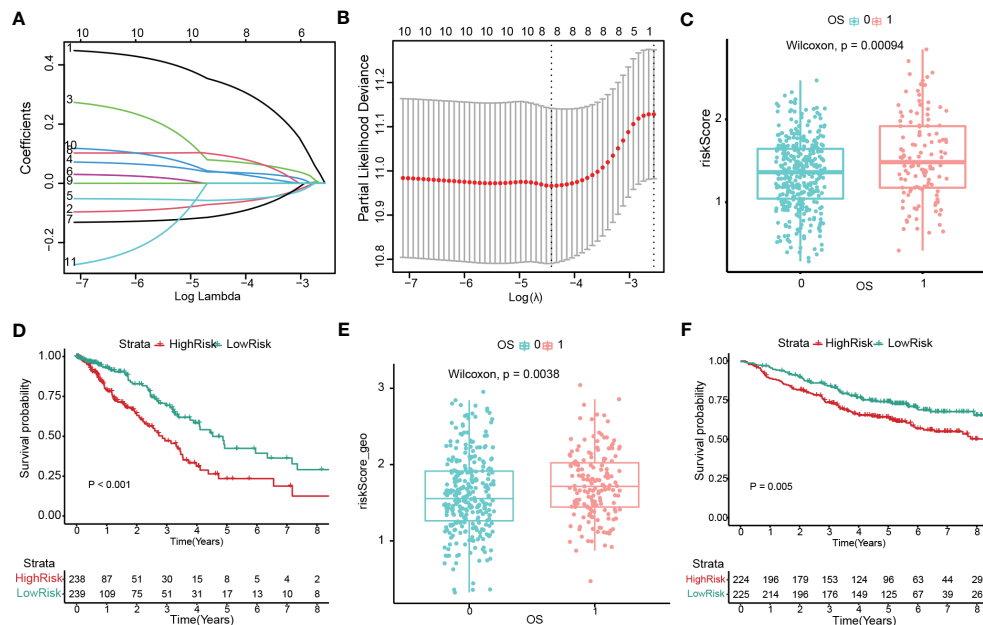 A
10 10 10 8 6
0.4
0.2
0.0
−0.2
Coefficients
1
3
10
8
4
6
9
5
2
7
11
−7 −6 −5 −4 −3
Log Lambda
B
10 10 10 10 10 10 10 8 8 8 8 8 8 5 1
11.2
11.1
11.0
10.9
10.8
Partial Likelihood Deviance
−7 −6 −5 −4 −3
Log(λ)
C
OS 0 1
Wilcoxon, p = 0.00094
2
1
riskScore
0 1
OS
D
Strata HighRisk LowRisk
1.00
0.75
0.50
0.25
0.00
Survival probability
P < 0.001
0 1 2 3 4 5 6 7 8
Time(Years)
Strata
HighRisk 238 87 51 30 15 8 5 4 2
LowRisk 239 109 75 51 31 17 13 10 8
0 1 2 3 4 5 6 7 8
Time(Years)
E
OS 0 1
Wilcoxon, p = 0.0038
3
2
1
riskScore_geo
0 1
OS
F
Strata HighRisk LowRisk
1.00
0.75
0.50
0.25
0.00
Survival probability
P = 0.005
0 1 2 3 4 5 6 7 8
Time(Years)
Strata
HighRisk 224 196 179 153 124 96 63 44 29
LowRisk 225 214 196 176 149 125 67 39 26
0 1 2 3 4 5 6 7 8
Time(Years)